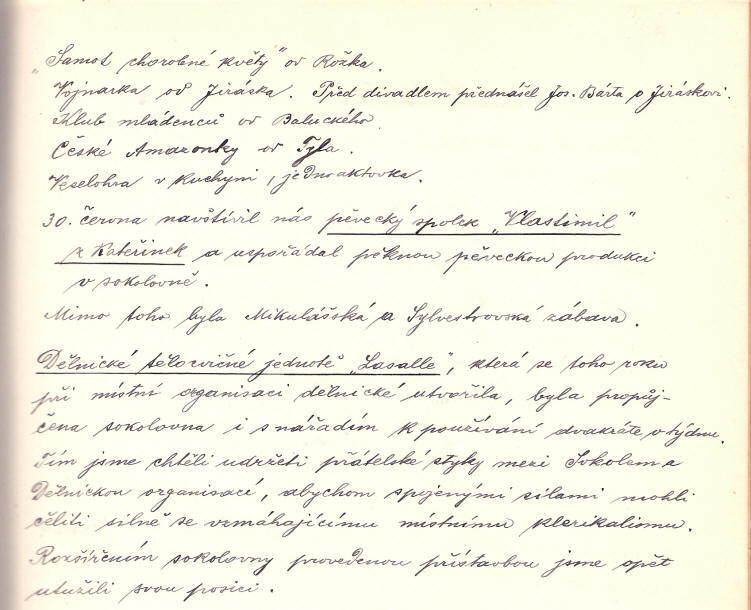 „Samot chorobné květy" od Rožka.
Vojnarka od Jiráska. Před divadlem přednášel Jos. Bárta o Jiráskovi.
Klub mládenců od Baluckého
České Amazonky od Tyla.
Veselohra v kuchyni, jednoaktovka.
30. června navštívil nás pěvecký spolek „Vlastimil"
z Kateřinek a uspořádal pěknou pěveckou produkci
v sokolovně.
Mimo toho byla Mikulášská a Sylvestrovská zábava.
Dělnické tělocvičné jednotě „Lasalle", která se toho roku
při místní organisaci dělnické utvořila, byla propůj-
čena sokolovna i s nářadím k používání dvakráte v týdnu.
Tím jsme chtěli udržeti přátelské styky mezi Sokolem a
Dělnickou organisací, abychom spojenými silami mohli
čeliti silně se vzmáhajícímu místnímu klerikalismu.
Rozšířením sokolovny provedenou přístavbou jsme opět
utužili svou posici.